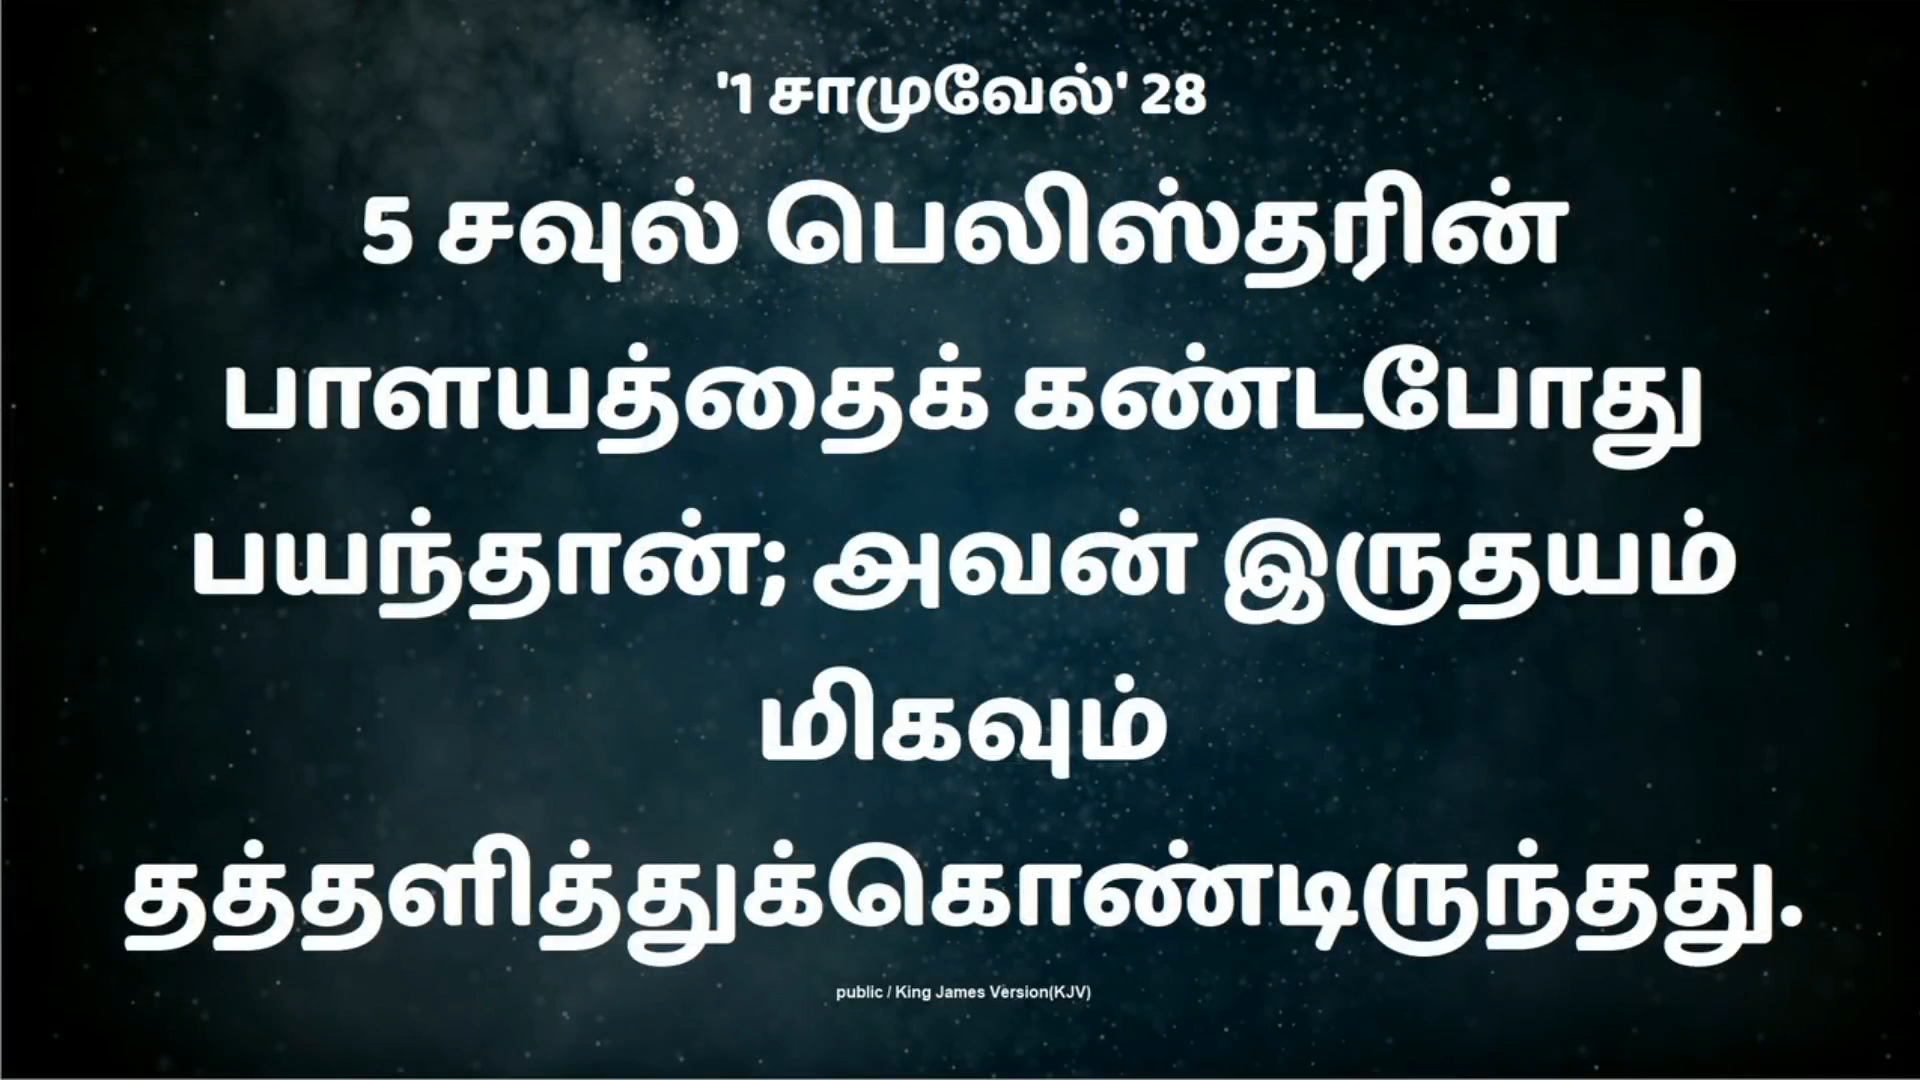 '1 சாமுவேல்' 28
5 சவுல் பெலிஸ்தரின்
பாளயத்தைக் கண்டபோது
பயந்தான்; அவன் இருதயம்
மிகவும்
தத்தளித்துக்கொண்டிருந்தது.
public / King James Version(KJV)